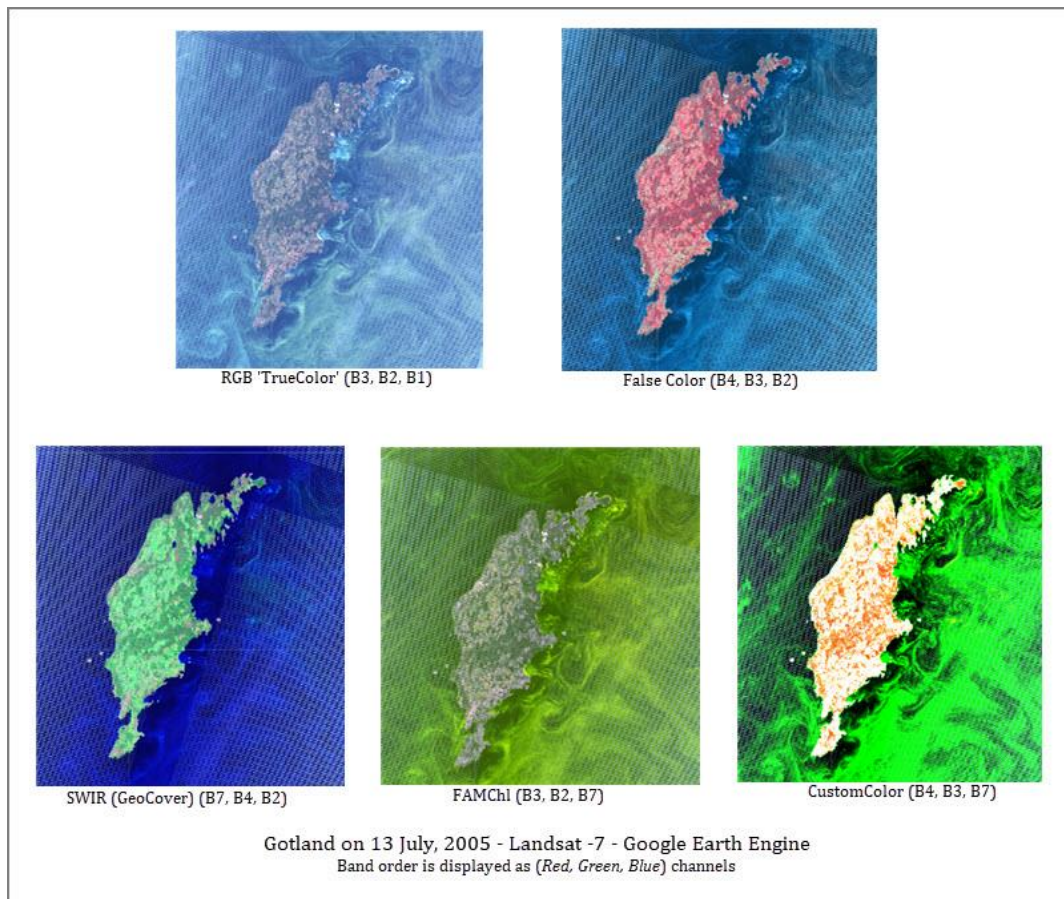 RGB 'TrueColor' (B3, B2, B1)
False Color (B4, B3, B2)
SWIR (GeoCover) (B7, B4, B2)
FAMChl (B3, B2, B7)
CustomColor (B4, B3, B7)
Gotland on 13 July, 2005 - Landsat -7 - Google Earth Engine
Band order is displayed as (Red, Green, Blue) channels